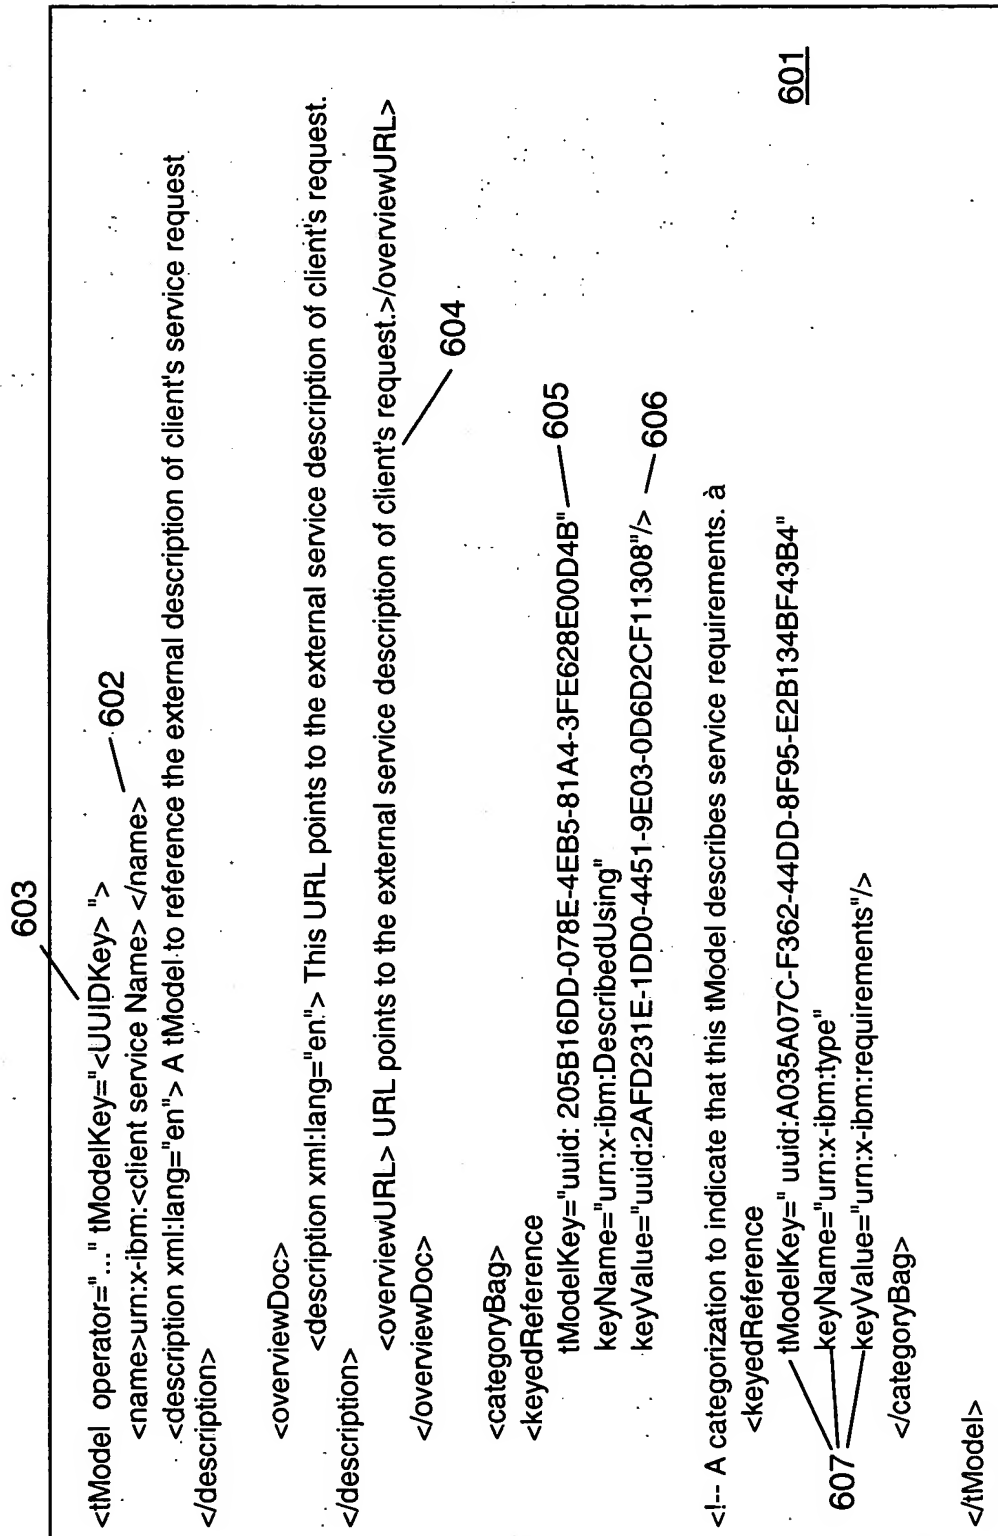 603
<tModel operator="..." tModelKey="<UUIDKey> ">
602
<name>urn:x-ibm:<client service Name> </name>
<description xml:lang="en"> A tModel to reference the external description of client's service request
</description>
<overviewDoc>
<description xml:lang="en"> This URL points to the external service description of client's request.
</description>
<overviewURL> URL points to the external service description of client's request.>/overviewURL>
</overviewDoc>
604
<categoryBag>
<keyedReference
tModelKey="uuid: 205B16DD-078E-4EB5-81A4-3FE628E00D4B"
605
keyName="urn:x-ibm:DescribedUsing"
keyValue="uuid:2AFD231E-1DD0-4451-9E03-0D6D2CF11308"/>
606
<!-- A categorization to indicate that this tModel describes service requirements. à
<keyedReference
tModelKey=" uuid:A035A07C-F362-44DD-8F95-E2B134BF43B4"
keyName="urn:x-ibm:type"
keyValue="urn:x-ibm:requirements"/>
607
</categoryBag>
</tModel>
601